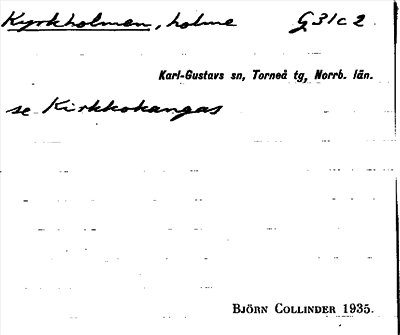 Kyrkholmen, holme G31c2
Karl-Gustavs sn, Torneå tg, Norrb. län.
se Kirkkokangas
BJÖRN COLLINDER 1935.